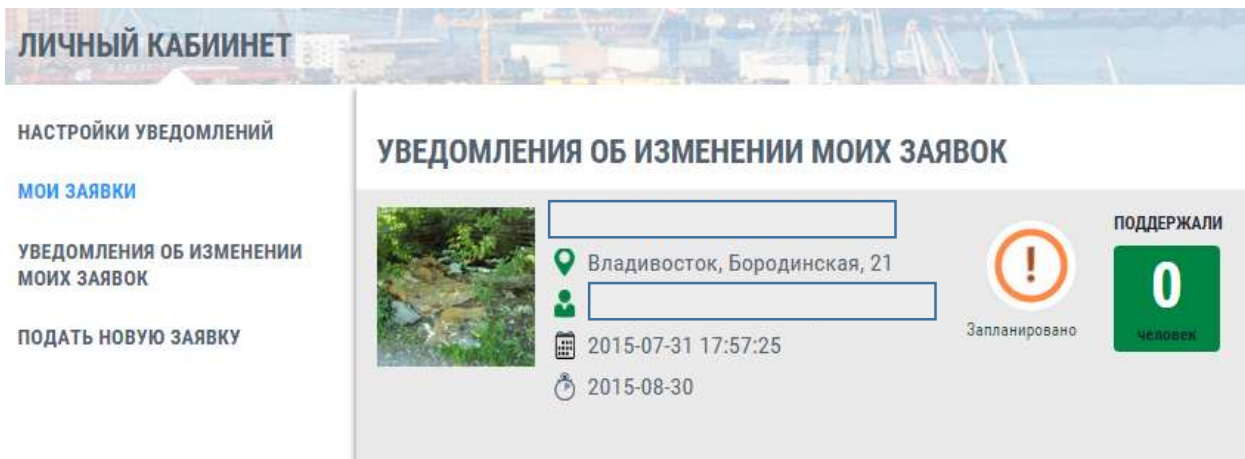 ЛИЧНЫЙ КАБИИНЕТ
НАСТРОЙКИ УВЕДОМЛЕНИЙ
МОИ ЗАЯВКИ
УВЕДОМЛЕНИЯ ОБ ИЗМЕНЕНИИ
МОИХ ЗАЯВОК
ПОДАТЬ НОВУЮ ЗАЯВКУ
УВЕДОМЛЕНИЯ ОБ ИЗМЕНЕНИИ МОИХ ЗАЯВОК
Владивосток, Бородинская, 21
2015-07-31 17:57:25
2015-08-30
Запланировано
ПОДДЕРЖАЛИ
0
человек